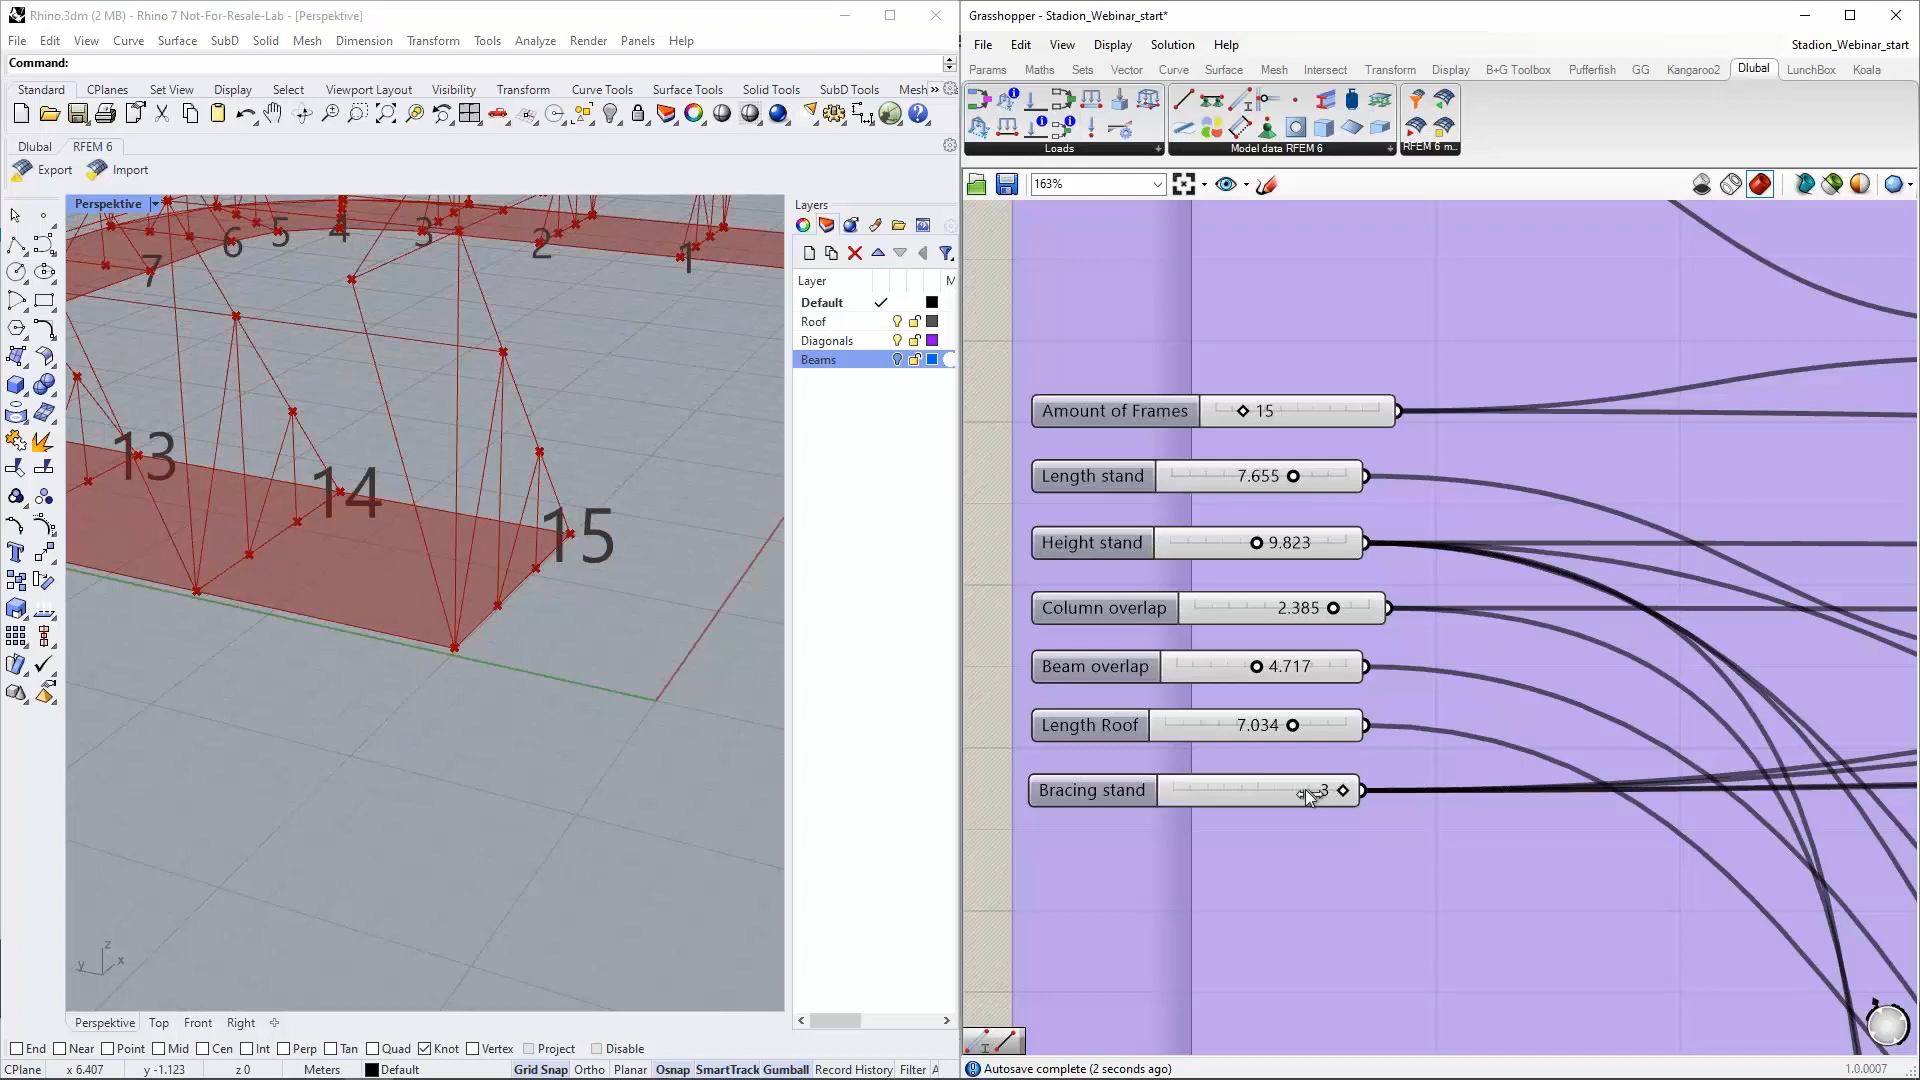 Rhino.3dm (2 MB) - Rhino 7 Not-For-Resale-Lab - [Perspektive]
File Edit View Curve Surface SubD Solid Mesh Dimension Transform Tools Analyze Render Panels Help
Command:
Standard CPlanes Set View Display Select Viewport Layout Visibility Transform Curve Tools Surface Tools Solid Tools SubD Tools Mesh »
Dlubal RFEM 6
Export Import
Perspektive
7 6 5 4 3 2 1
13 14 15
z
y x
Layers
Layer M
Default
Roof
Diagonals
Beams
Perspektive Top Front Right
End Near Point Mid Cen Int Perp Tan Quad Knot Vertex Project Disable
CPlane x 6.407 y -1.123 z 0 Meters Default Grid Snap Ortho Planar Osnap SmartTrack Gumball Record History Filter A
Grasshopper - Stadion_Webinar_start*
File Edit View Display Solution Help Stadion_Webinar_start
Params Maths Sets Vector Curve Surface Mesh Intersect Transform Display B+G Toolbox Pufferfish GG Kangaroo2 Dlubal LunchBox Koala
Loads Model data RFEM 6 RFEM 6 m..
163%
Amount of Frames 15
Length stand 7.655
Height stand 9.823
Column overlap 2.385
Beam overlap 4.717
Length Roof 7.034
Bracing stand 3
Autosave complete (2 seconds ago) 1.0.0007